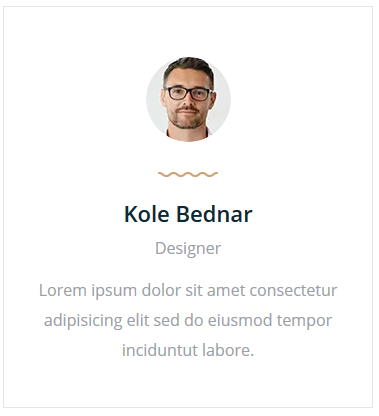 Kole Bednar
Designer
Lorem ipsum dolor sit amet consectetur
adipisicing elit sed do eiusmod tempor
inciduntut labore.